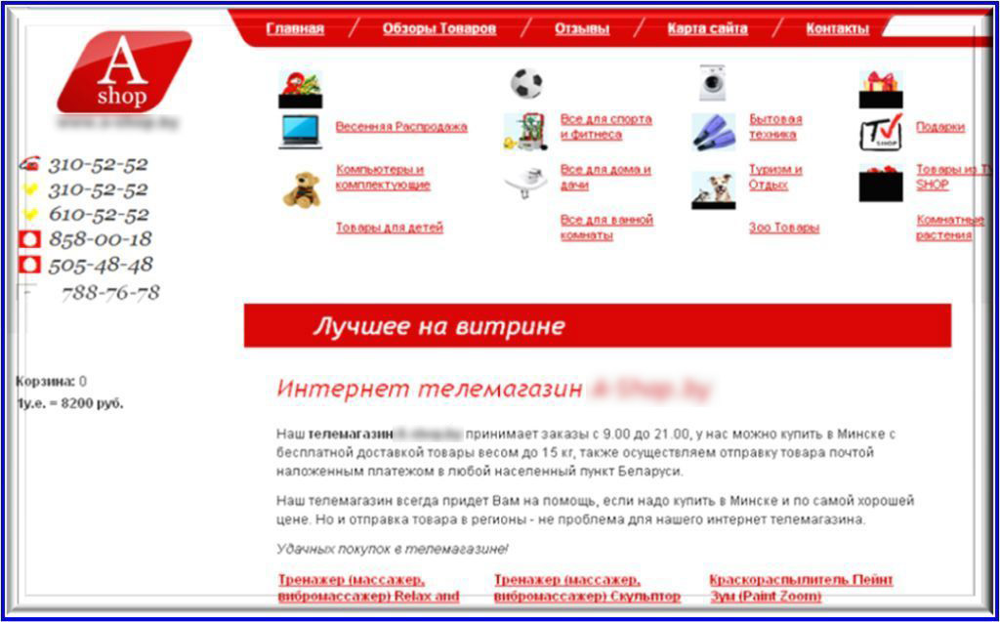 A
shop
Главная
Обзоры Товаров
Отзывы
Карта сайта
Контакты
310-52-52
310-52-52
610-52-52
858-00-18
505-48-48
788-76-78
Корзина: 0
1у.е. = 8200 руб.
Весенняя Распродажа
Все для спорта
и фитнеса
Бытовая
техника
TV
SHOP
Подарки
Компьютеры и
комплектующие
Все для дома и
дачи
Туризм и
Отдых
Товары из TV
SHOP
Товары для детей
Все для ванной
комнаты
Зоо Товары
Комнатные
растения
Лучшее на витрине
Интернет телемагазин
Наш телемагазин принимает заказы с 9.00 до 21.00, у нас можно купить в Минске с
бесплатной доставкой товары весом до 15 кг, также осуществляем отправку товара почтой
наложенным платежом в любой населенный пункт Беларуси.
Наш телемагазин всегда придет Вам на помощь, если надо купить в Минске и по самой хорошей
цене. Но и отправка товара в регионы - не проблема для нашего интернет телемагазина.
Удачных покупок в телемагазине!
Тренажер (массажер,
вибромассажер) Relax and
Тренажер (массажер,
вибромассажер) Скульптор
Краскораспылитель Пейнт
Зум (Paint Zoom)